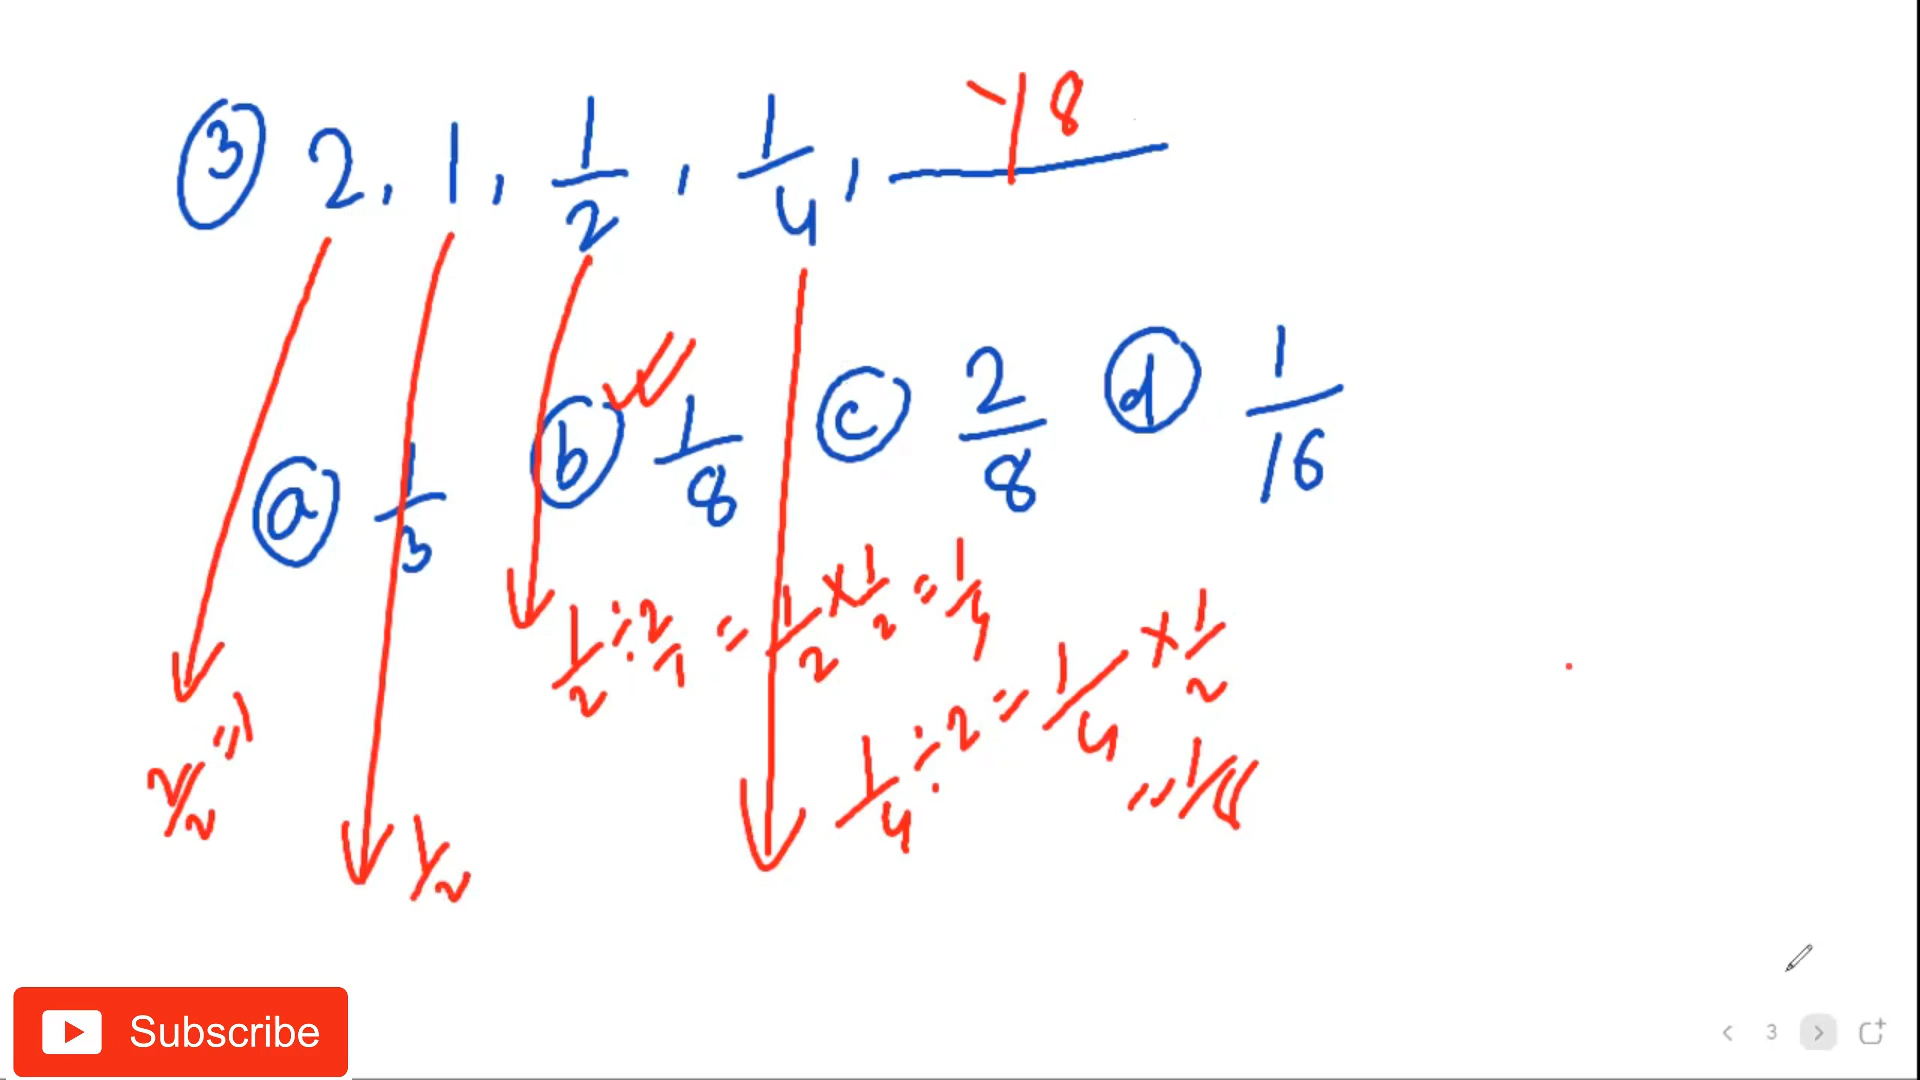 ③ 2, 1, 1/2, 1/4, 1/8
ⓐ 1/3 ⓑ 1/8 ⓒ 2/8 ⓓ 1/16
1/2 ÷ 2/1 = 1/2 × 1/2 = 1/4
2/2 = 1
1/4 ÷ 2 = 1/4 × 1/2
= 1/8
1/2
Subscribe
3